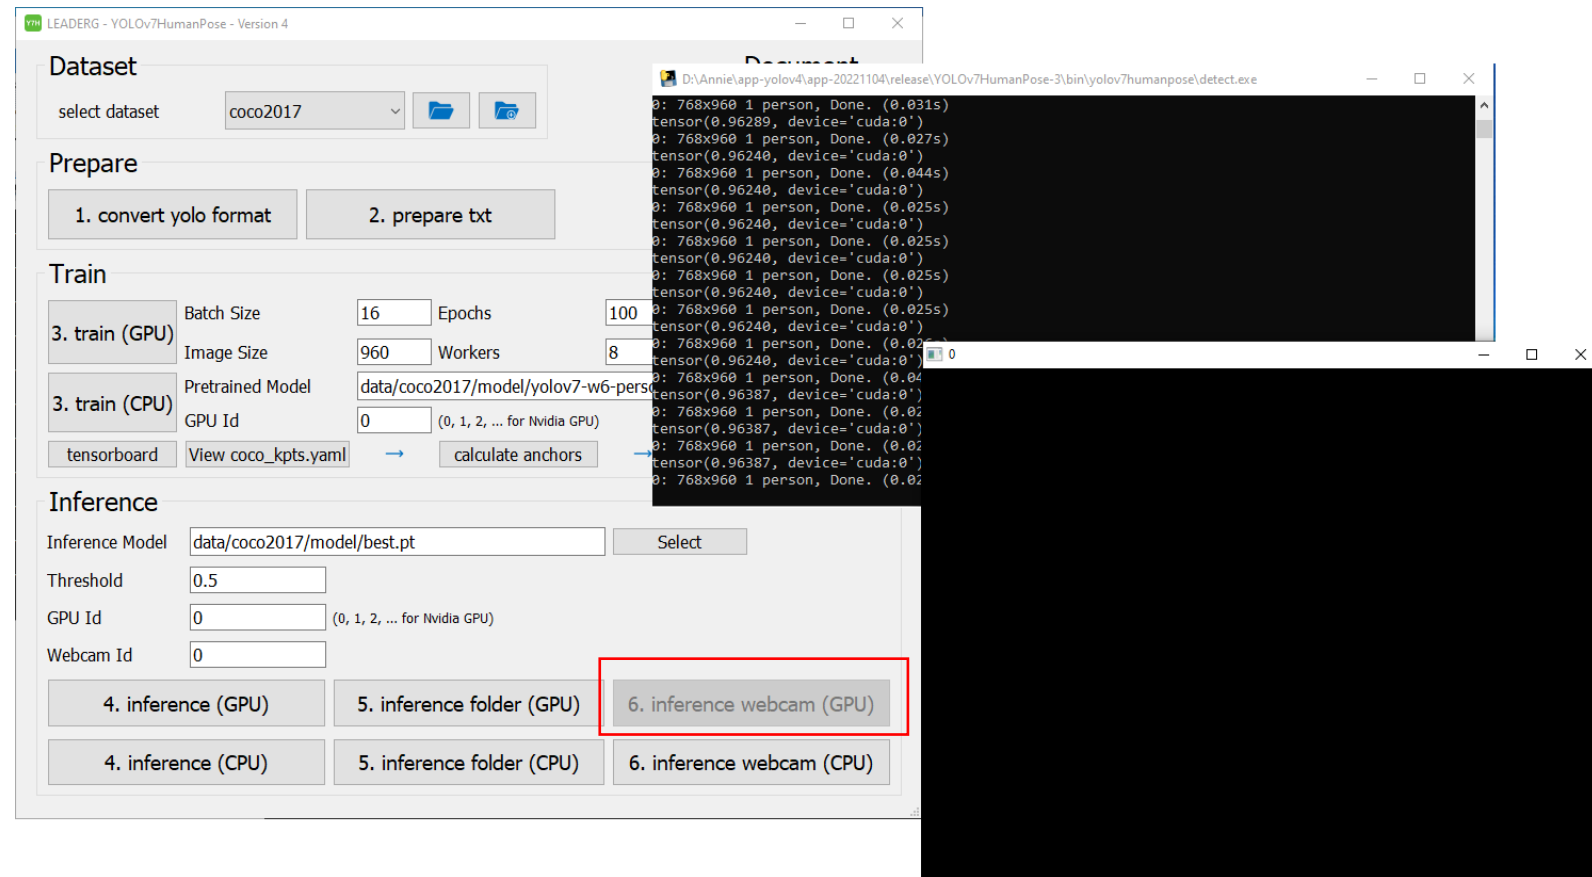 Y7H LEADERG - YOLOv7HumanPose - Version 4
Dataset
select dataset
coco2017
Prepare
1. convert yolo format
2. prepare txt
Train
3. train (GPU)
Batch Size
16
Epochs
100
Image Size
960
Workers
8
3. train (CPU)
Pretrained Model
data/coco2017/model/yolov7-w6-pers
GPU Id
0
(0, 1, 2, ... for Nvidia GPU)
tensorboard
View coco_kpts.yaml
→
calculate anchors
→
Inference
Inference Model
data/coco2017/model/best.pt
Select
Threshold
0.5
GPU Id
0
(0, 1, 2, ... for Nvidia GPU)
Webcam Id
0
4. inference (GPU)
5. inference folder (GPU)
6. inference webcam (GPU)
4. inference (CPU)
5. inference folder (CPU)
6. inference webcam (CPU)
D:\Annie\app-yolov4\app-20221104\release\YOLOv7HumanPose-3\bin\yolov7humanpose\detect.exe
0: 768x960 1 person, Done. (0.031s)
tensor(0.96289, device='cuda:0')
0: 768x960 1 person, Done. (0.027s)
tensor(0.96240, device='cuda:0')
0: 768x960 1 person, Done. (0.044s)
tensor(0.96240, device='cuda:0')
0: 768x960 1 person, Done. (0.025s)
tensor(0.96240, device='cuda:0')
0: 768x960 1 person, Done. (0.025s)
tensor(0.96240, device='cuda:0')
0: 768x960 1 person, Done. (0.025s)
tensor(0.96240, device='cuda:0')
0: 768x960 1 person, Done. (0.025s)
tensor(0.96240, device='cuda:0')
0: 768x960 1 person, Done. (0.02
tensor(0.96240, device='cuda:0')
0: 768x960 1 person, Done. (0.04
tensor(0.96387, device='cuda:0')
0: 768x960 1 person, Done. (0.02
tensor(0.96387, device='cuda:0')
0: 768x960 1 person, Done. (0.02
tensor(0.96387, device='cuda:0')
0: 768x960 1 person, Done. (0.02
0